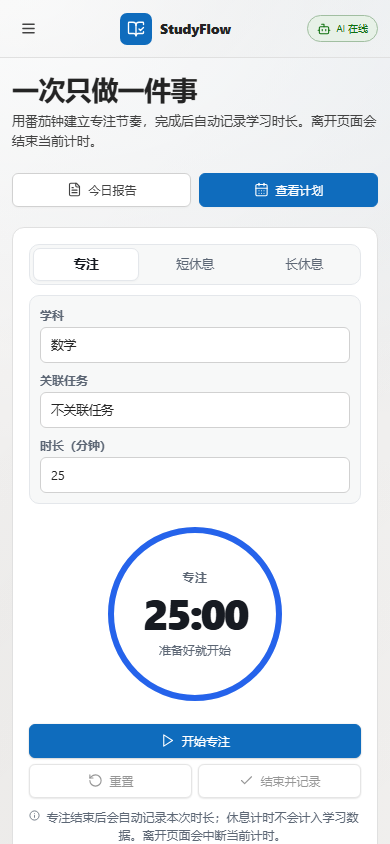 StudyFlow
AI 在线
一次只做一件事
用番茄钟建立专注节奏，完成后自动记录学习时长。离开页面会
结束当前计时。
今日报告
查看计划
专注
短休息
长休息
学科
数学
关联任务
不关联任务
时长（分钟）
25
专注
25:00
准备好就开始
开始专注
重置
结束并记录
专注结束后会自动记录本次时长；休息计时不会计入学习数
据。离开页面会中断当前计时。